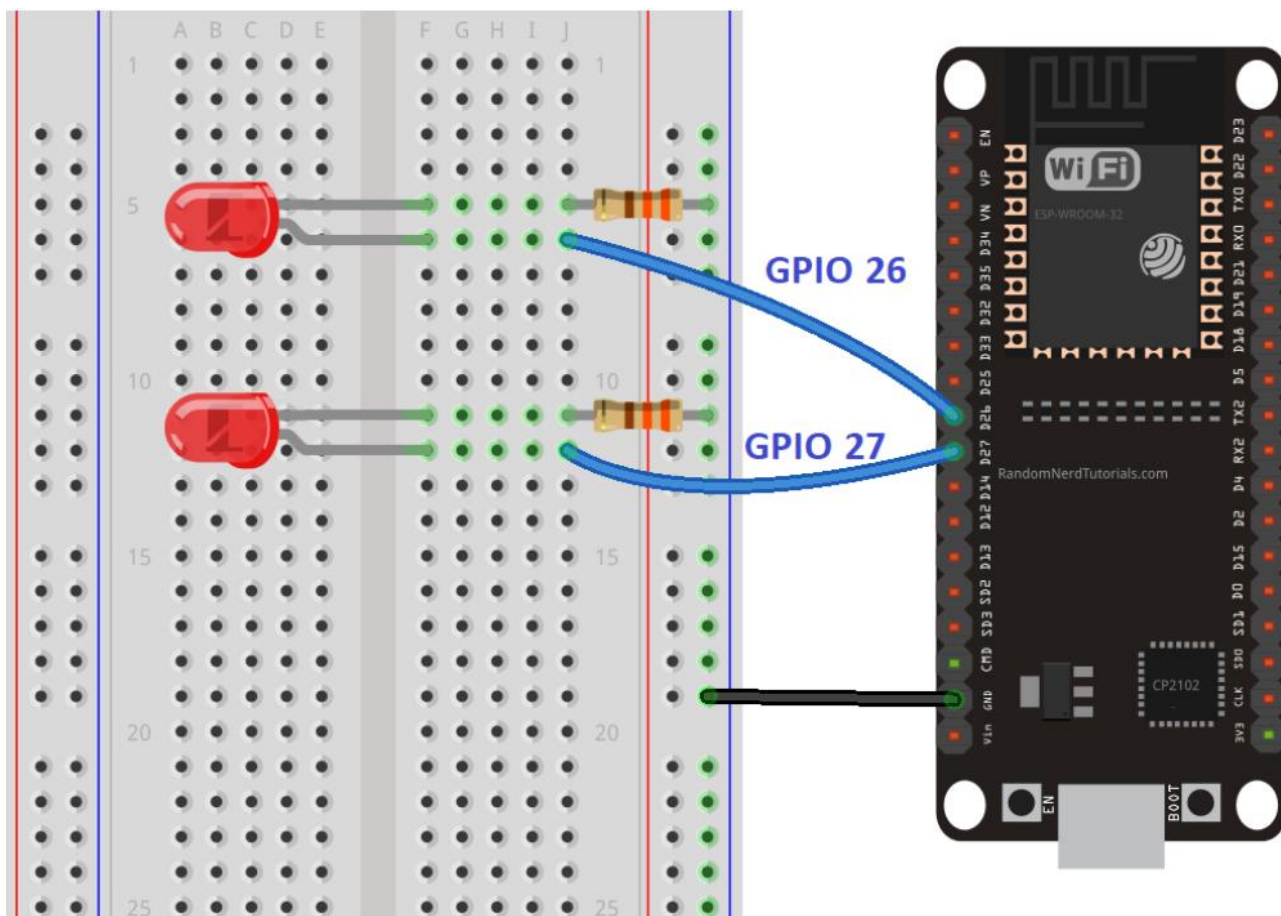 A B C D E F G H I J
1 1
5
10 10
15 15
20 20
25 25
GPIO 26
GPIO 27
WiFi
ESP-WROOM-32
RandomNerdTutorials.com
CP2102
EN
VP
VN
D34
D35
D32
D33
D25
D26
D27
D14
D12
D13
SD2
SD3
CMD
GND
Vin
D23
D22
TX0
RX0
D21
D19
D18
D5
TX2
RX2
D4
D2
D15
D0
SD1
SD0
CLK
3V3
EN
BOOT